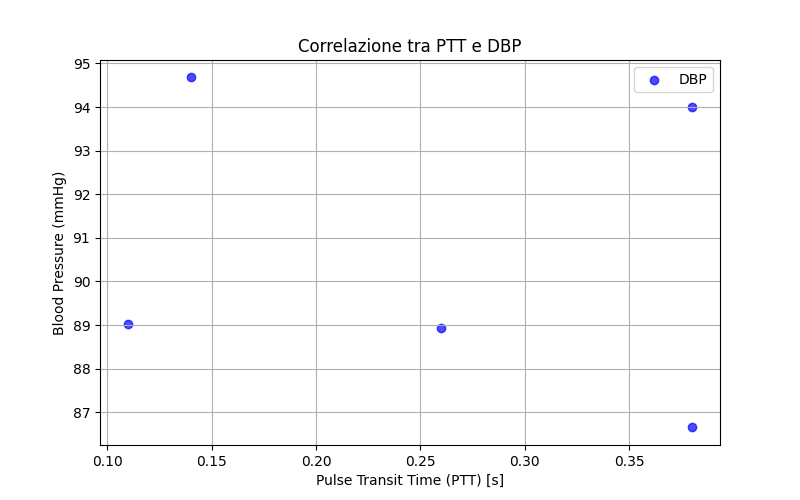 Correlazione tra PTT e DBP
DBP
Blood Pressure (mmHg)
95
94
93
92
91
90
89
88
87
0.10 0.15 0.20 0.25 0.30 0.35
Pulse Transit Time (PTT) [s]